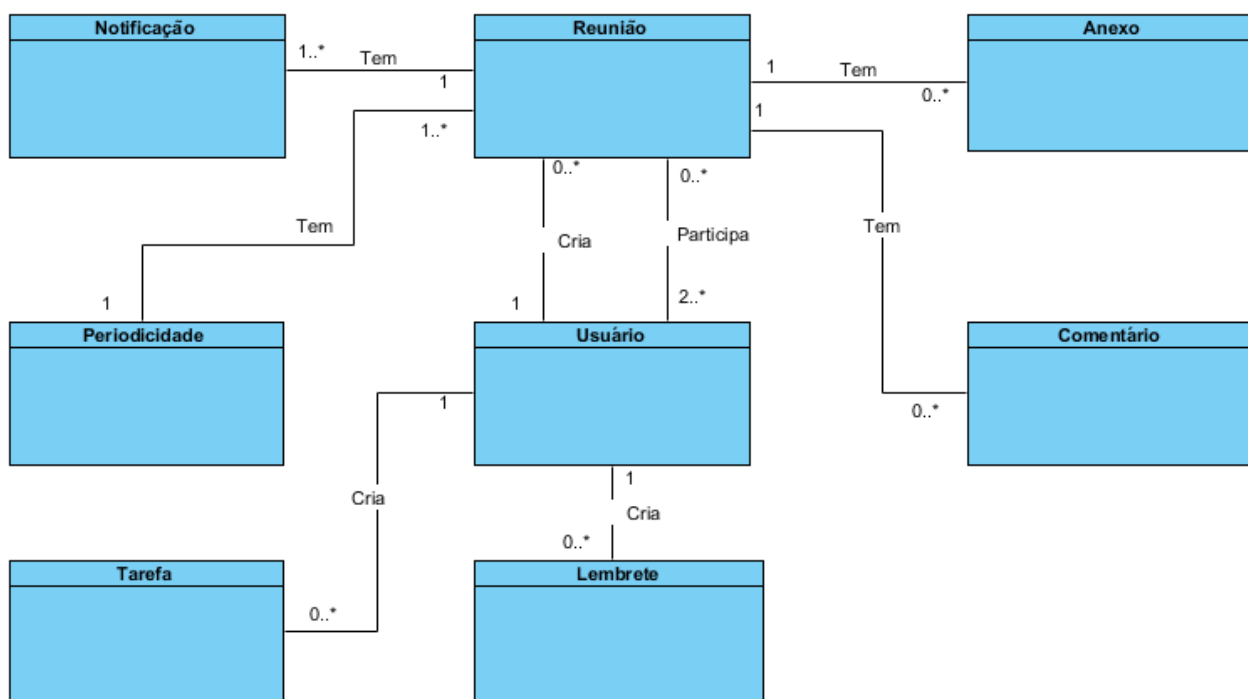 Notificação
Reunião
Anexo
1..*
Tem
1
1
Tem
0..*
1..*
1
0..*
0..*
Tem
Cria
Participa
Tem
1
1
2..*
Periodicidade
Usuário
Comentário
1
0..*
Cria
1
Cria
0..*
0..*
Tarefa
Lembrete